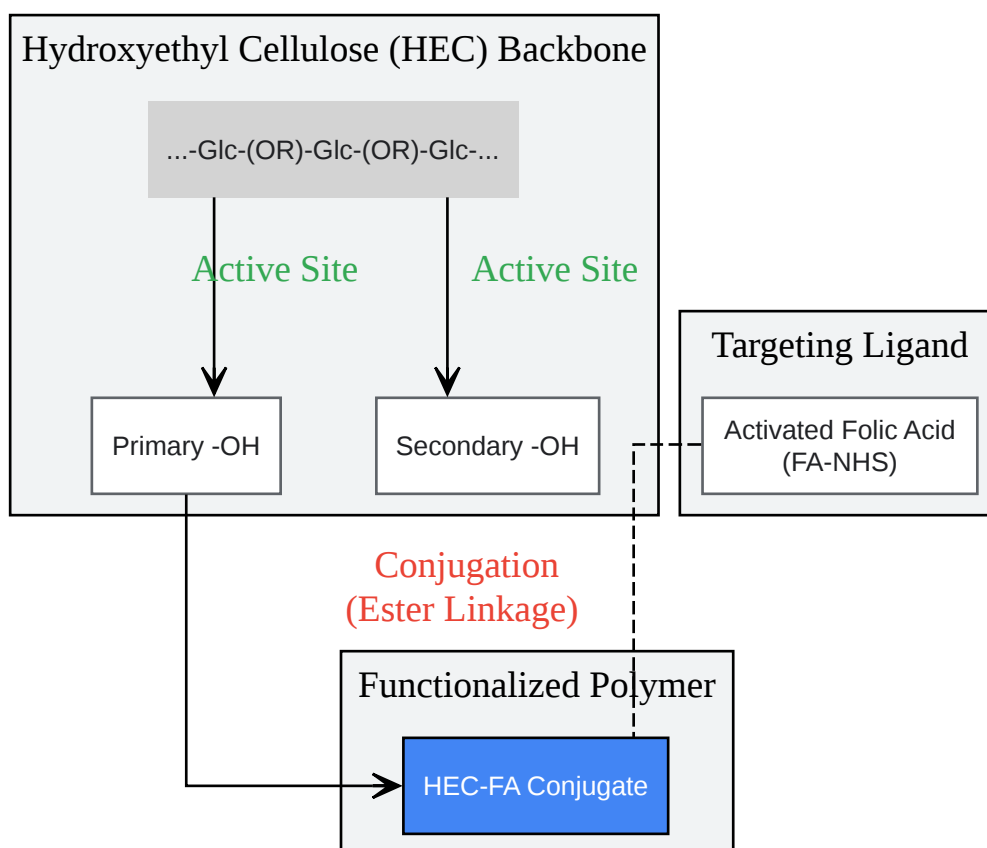 Hydroxyethyl Cellulose (HEC) Backbone
...-Glc-(OR)-Glc-(OR)-Glc-...
Active Site
Active Site
Primary -OH
Secondary -OH
Targeting Ligand
Activated Folic Acid
(FA-NHS)
Conjugation
(Ester Linkage)
Functionalized Polymer
HEC-FA Conjugate